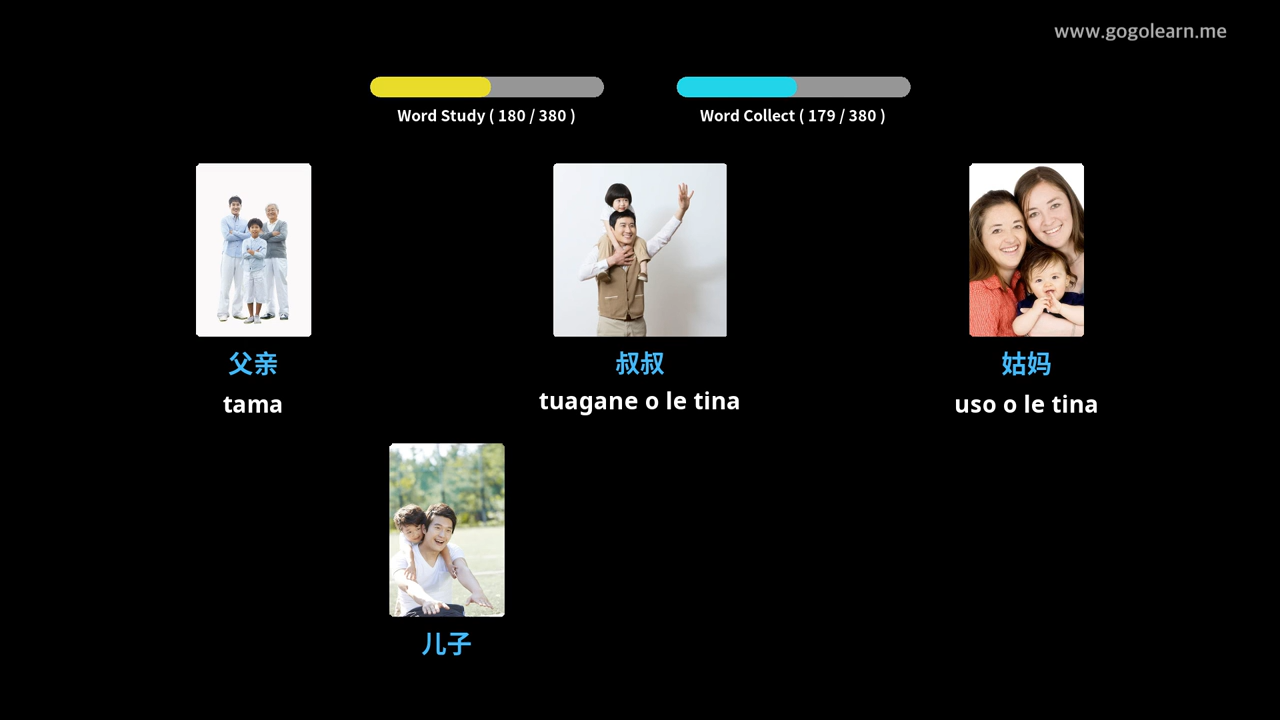 www.gogolearn.me
Word Study ( 180 / 380 )
Word Collect ( 179 / 380 )
父亲
叔叔
姑妈
tama
tuagane o le tina
uso o le tina
儿子